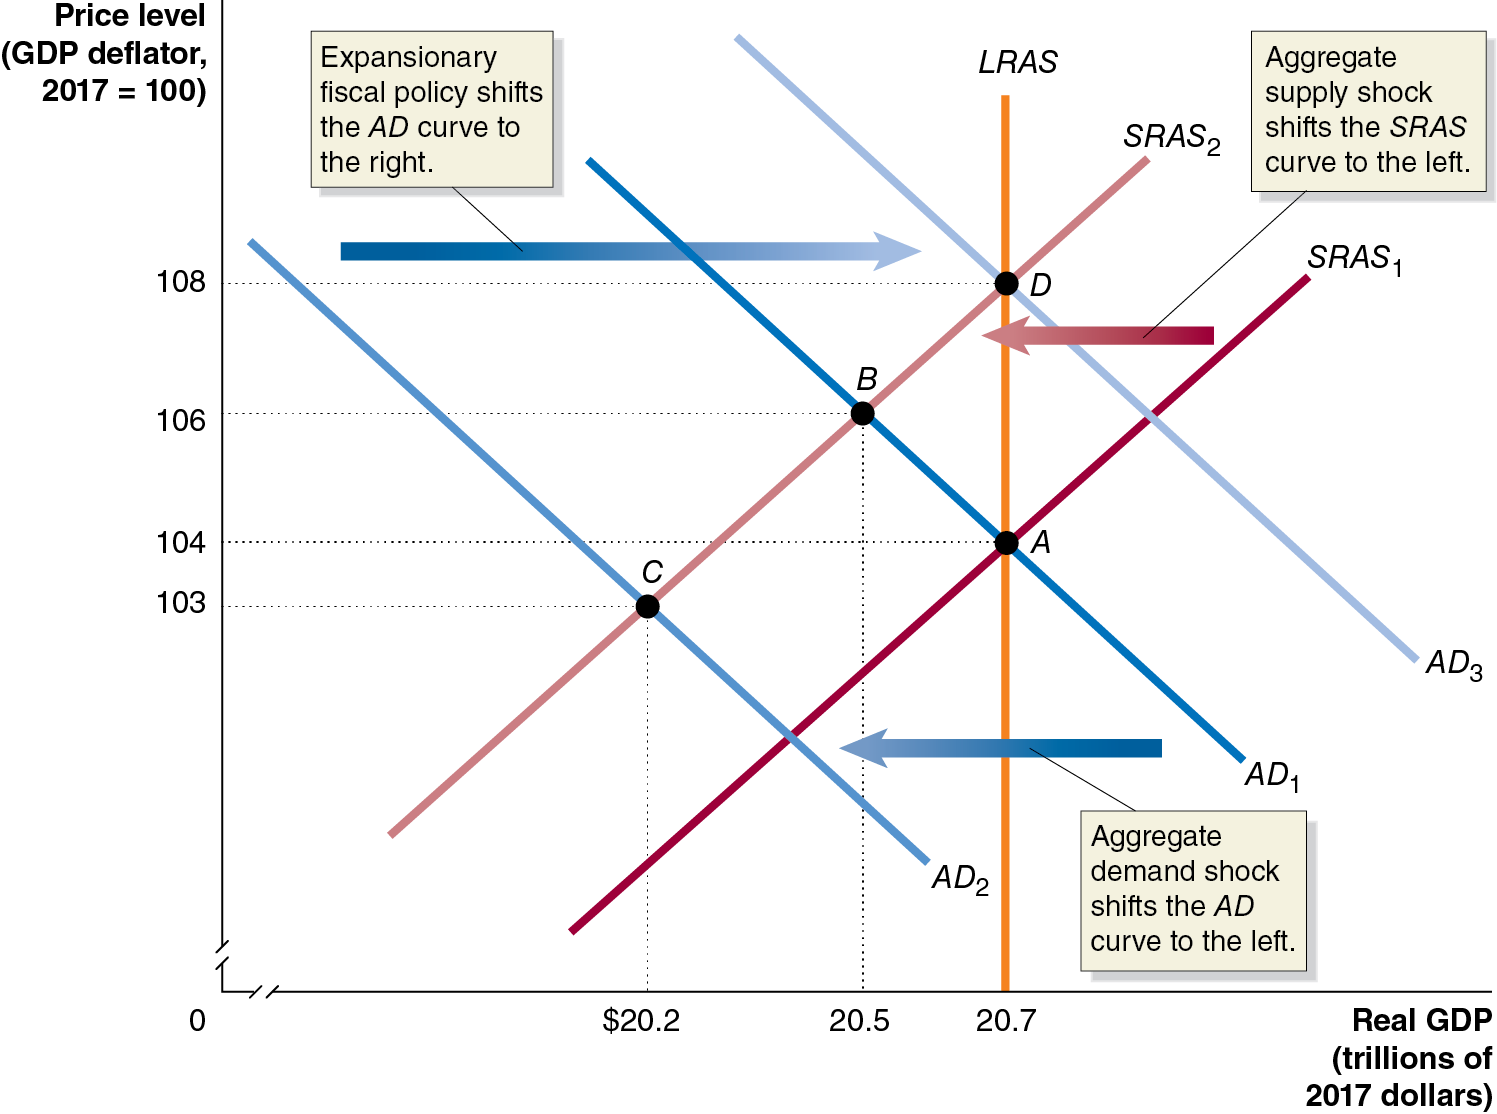 Price level
(GDP deflator,
2017 = 100)
Expansionary
fiscal policy shifts
the AD curve to
the right.
LRAS
SRAS₂
Aggregate
supply shock
shifts the SRAS
curve to the left.
SRAS₁
108
D
B
106
104
A
C
103
AD₃
AD₁
AD₂
Aggregate
demand shock
shifts the AD
curve to the left.
0
$20.2
20.5
20.7
Real GDP
(trillions of
2017 dollars)